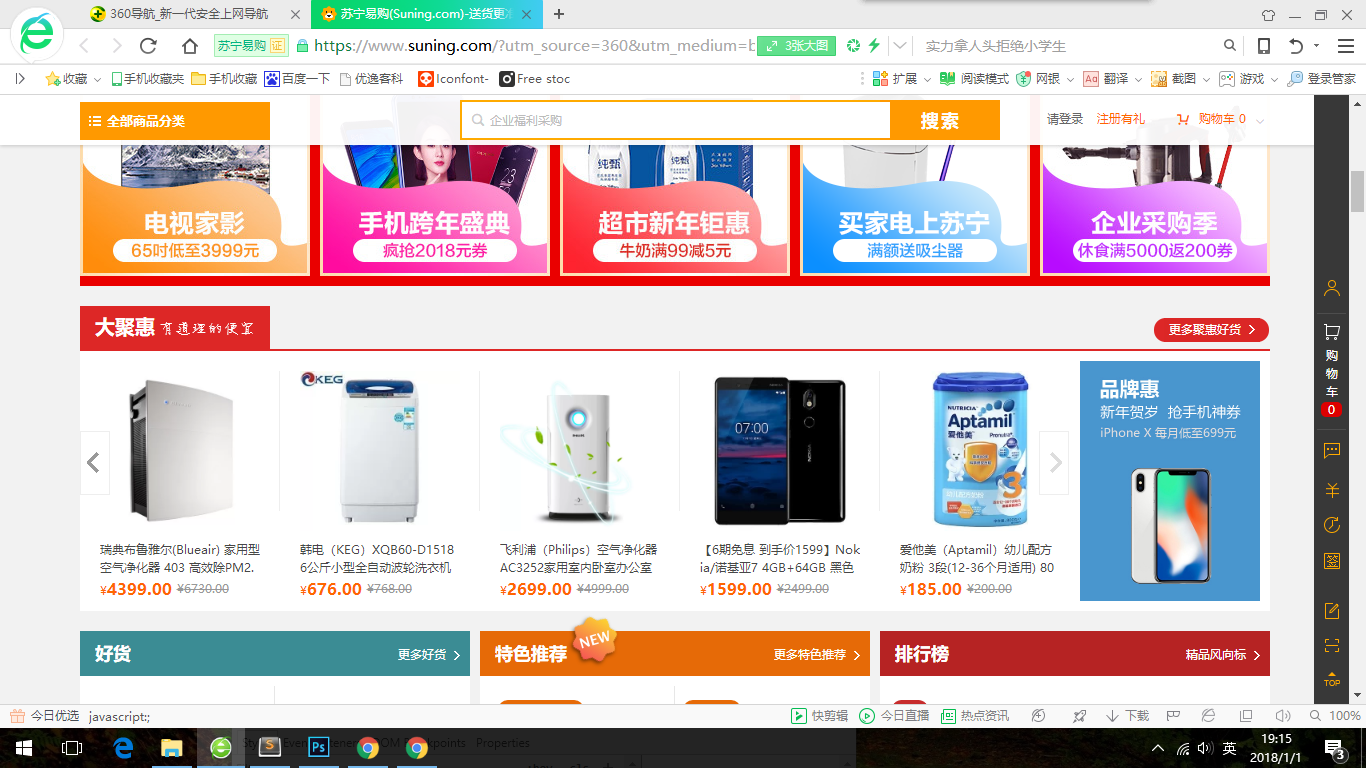 360导航_新一代安全上网导航
苏宁易购(Suning.com)-送货更
苏宁易购 证 https://www.suning.com/?utm_source=360&utm_medium=b
3张大图
实力拿人头拒绝小学生
收藏 手机收藏夹 手机收藏 百度一下 优逸客科 Iconfont- Free stoc
扩展 阅读模式 网银 翻译 截图 游戏 登录管家
全部商品分类
企业福利采购
搜索
请登录 注册有礼 购物车 0
纯甄 纯甄
电视家影
65吋低至3999元
手机跨年盛典
疯抢2018元券
超市新年钜惠
牛奶满99减5元
买家电上苏宁
满额送吸尘器
企业采购季
休食满5000返200券
大聚惠 有道理的便宜
更多聚惠好货
KEG
07:00
NOKIA
NUTRICIA
Aptamil
爱他美
Pronutra
3
瑞典布鲁雅尔(Blueair) 家用型
空气净化器 403 高效除PM2.
¥4399.00 ¥6730.00
韩电（KEG）XQB60-D1518
6公斤小型全自动波轮洗衣机
¥676.00 ¥768.00
飞利浦（Philips）空气净化器
AC3252家用室内卧室办公室
¥2699.00 ¥4999.00
【6期免息 到手价1599】Nok
ia/诺基亚7 4GB+64GB 黑色
¥1599.00 ¥2499.00
爱他美（Aptamil）幼儿配方
奶粉 3段(12-36个月适用) 80
¥185.00 ¥200.00
品牌惠
新年贺岁 抢手机神券
iPhone X 每月低至699元
购
物
车
0
签
TOP
好货
更多好货
特色推荐
NEW
更多特色推荐
排行榜
精品风向标
今日优选 javascript:;
快剪辑 今日直播 热点资讯 下载 100%
Properties
英
19:15
2018/1/1
3